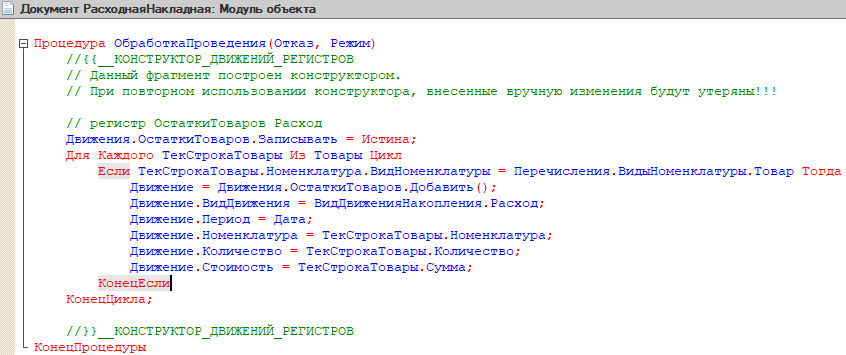 Документ РасходнаяНакладная: Модуль объекта
Процедура ОбработкаПроведения(Отказ, Режим)
//{{__КОНСТРУКТОР_ДВИЖЕНИЙ_РЕГИСТРОВ
// Данный фрагмент построен конструктором.
// При повторном использовании конструктора, внесенные вручную изменения будут утеряны!!!
// регистр ОстаткиТоваров Расход
Движения.ОстаткиТоваров.Записывать = Истина;
Для Каждого ТекСтрокаТовары Из Товары Цикл
Если ТекСтрокаТовары.Номенклатура.ВидНоменклатуры = Перечисления.ВидыНоменклатуры.Товар Тогда
Движение = Движения.ОстаткиТоваров.Добавить();
Движение.ВидДвижения = ВидДвиженияНакопления.Расход;
Движение.Период = Дата;
Движение.Номенклатура = ТекСтрокаТовары.Номенклатура;
Движение.Количество = ТекСтрокаТовары.Количество;
Движение.Стоимость = ТекСтрокаТовары.Сумма;
КонецЕсли
КонецЦикла;
//}}__КОНСТРУКТОР_ДВИЖЕНИЙ_РЕГИСТРОВ
КонецПроцедуры